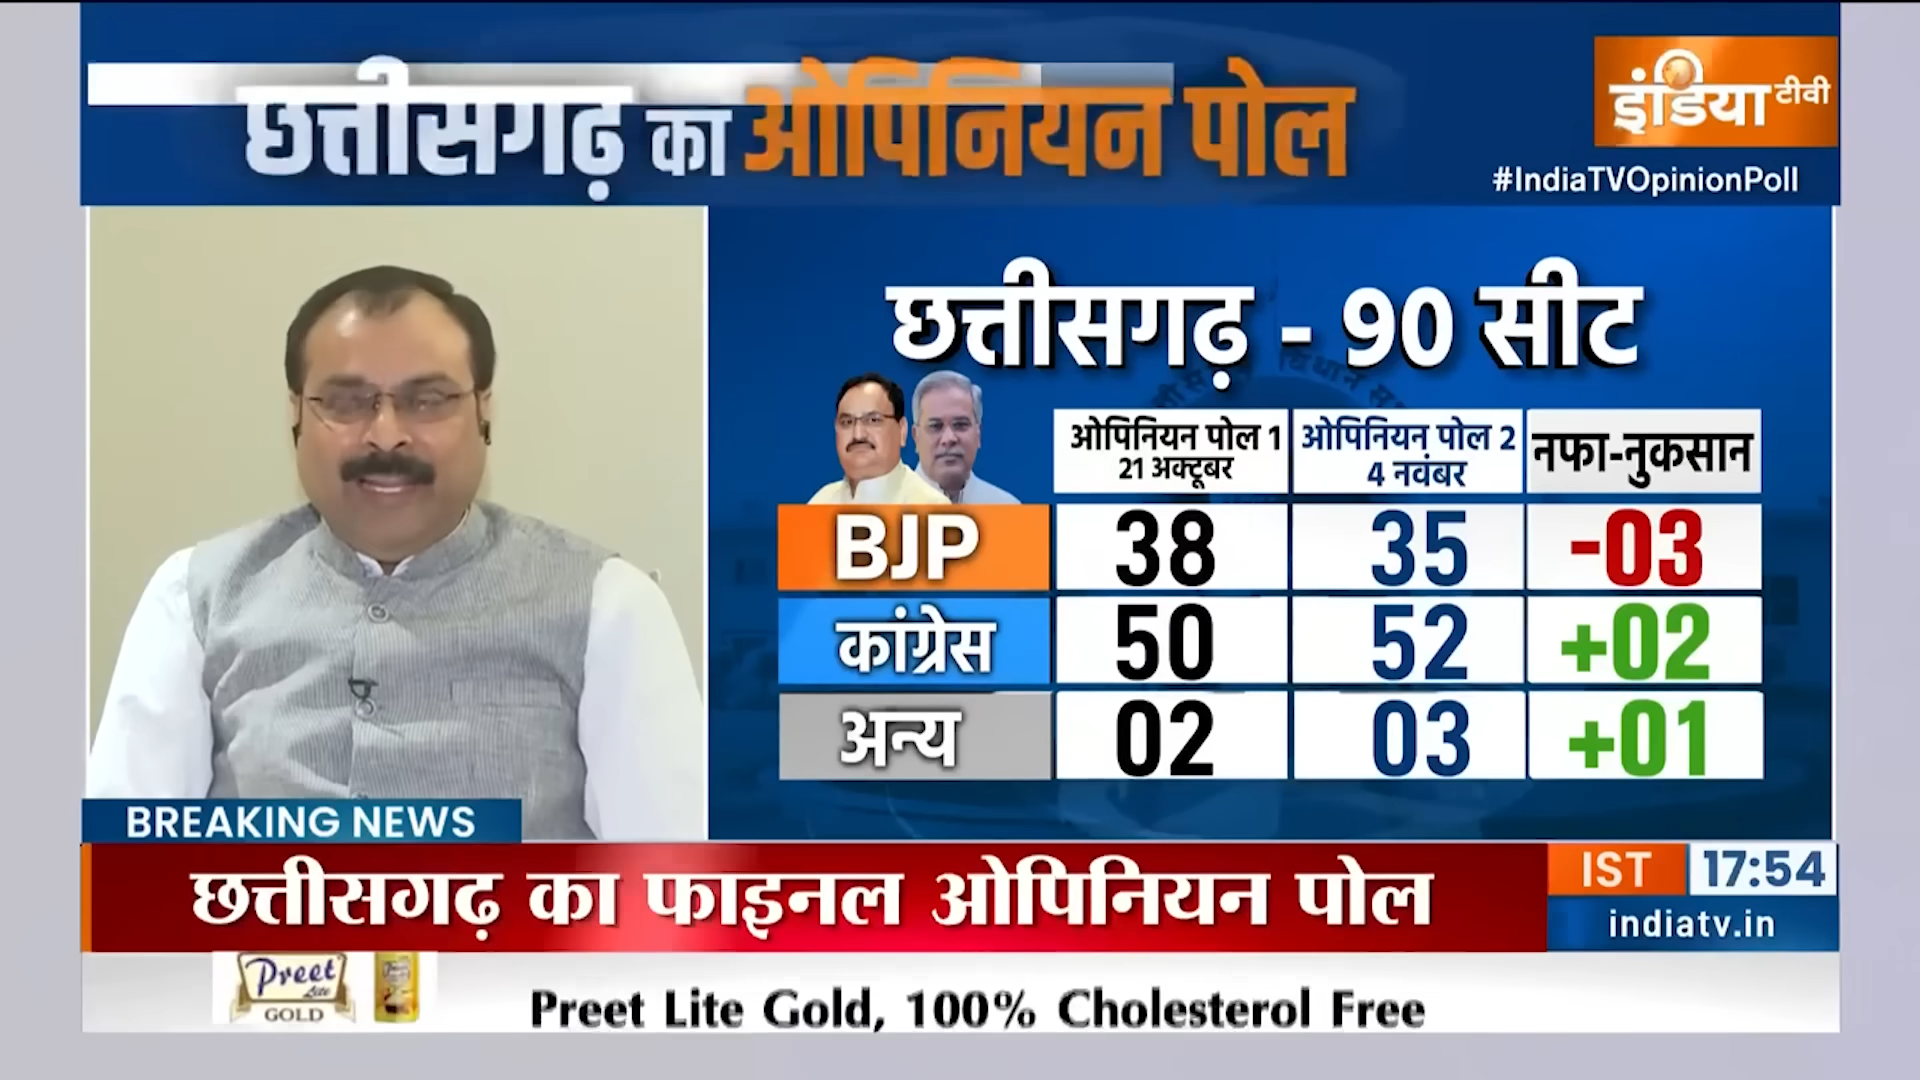 छत्तीसगढ़ का ओपिनियन पोल
इंडिया टीवी
#IndiaTVOpinionPoll
छत्तीसगढ़ - 90 सीट
ओपिनियन पोल 1 ओपिनियन पोल 2 नफा-नुकसान
21 अक्टूबर 4 नवंबर
BJP 38 35 -03
कांग्रेस 50 52 +02
अन्य 02 03 +01
BREAKING NEWS
छत्तीसगढ़ का फाइनल ओपिनियन पोल
IST 17:54
indiatv.in
Preet
Lite
GOLD
Preet Lite Gold, 100% Cholesterol Free